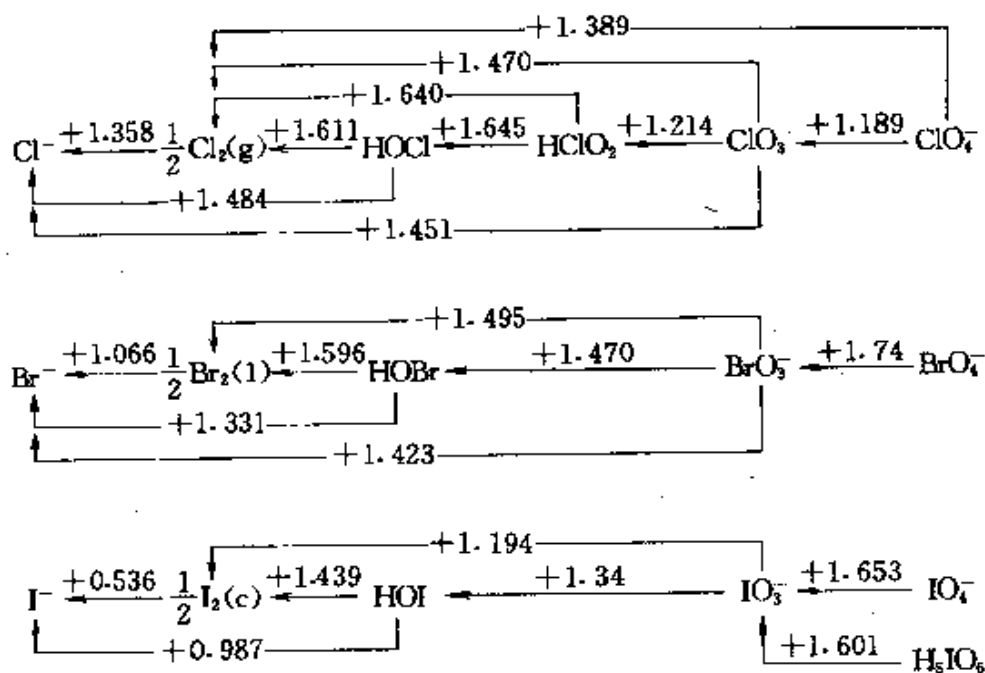 +1.389
+1.470
+1.640
Cl⁻ +1.358 ½Cl₂(g) +1.611 HOCl +1.645 HClO₂ +1.214 ClO₃⁻ +1.189 ClO₄⁻
+1.484
+1.451
+1.495
Br⁻ +1.066 ½Br₂(l) +1.596 HOBr +1.470 BrO₃⁻ +1.74 BrO₄⁻
+1.331
+1.423
+1.194
I⁻ +0.536 ½I₂(c) +1.439 HOI +1.34 IO₃⁻ +1.653 IO₄⁻
+0.987
+1.601 H₅IO₆